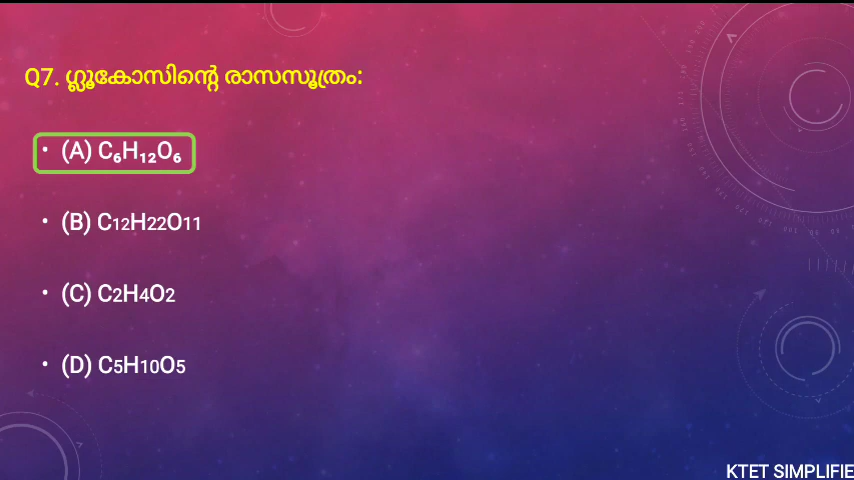 Q7. ഗ്ലൂകോസിന്റെ രാസസൂത്രം:
• (A) C₆H₁₂O₆
• (B) C12H22O11
• (C) C2H4O2
• (D) C5H10O5
KTET SIMPLIFIE